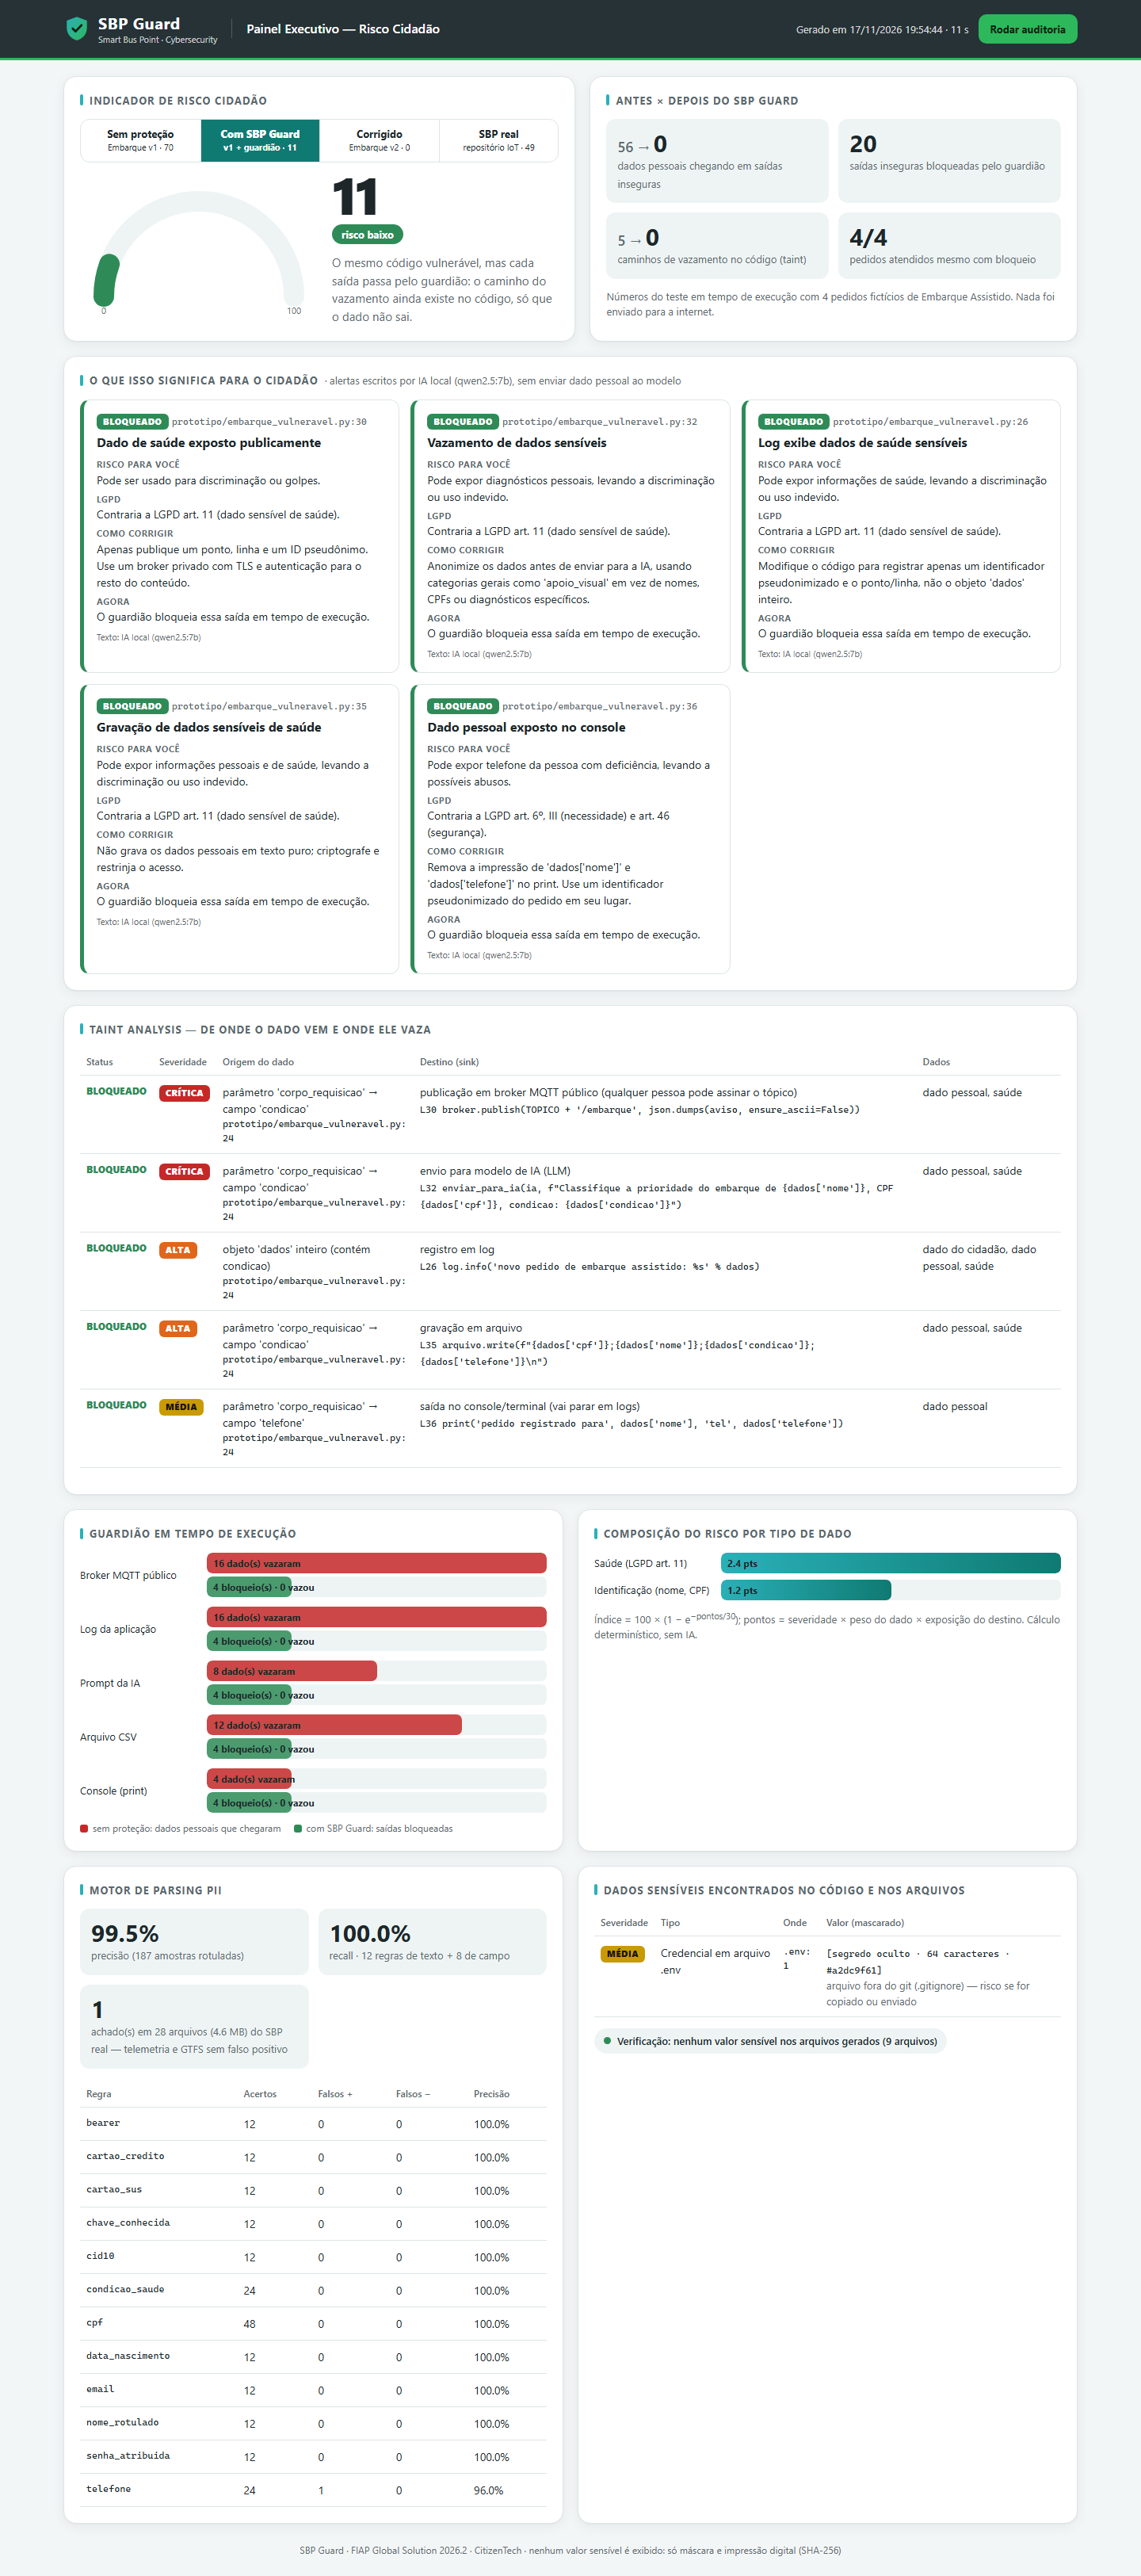 SBP Guard
Smart Bus Point · Cybersecurity
Painel Executivo — Risco Cidadão
Gerado em 17/11/2026 19:54:44 · 11 s
Rodar auditoria
INDICADOR DE RISCO CIDADÃO
Sem proteção
Embarque v1 · 70
Com SBP Guard
v1 + guardião · 11
Corrigido
Embarque v2 · 0
SBP real
repositório IoT · 49
0
100
11
risco baixo
O mesmo código vulnerável, mas cada
saída passa pelo guardião: o caminho do
vazamento ainda existe no código, só que
o dado não sai.
ANTES × DEPOIS DO SBP GUARD
56 → 0
dados pessoais chegando em saídas
inseguras
20
saídas inseguras bloqueadas pelo guardião
5 → 0
caminhos de vazamento no código (taint)
4/4
pedidos atendidos mesmo com bloqueio
Números do teste em tempo de execução com 4 pedidos fictícios de Embarque Assistido. Nada foi
enviado para a internet.
O QUE ISSO SIGNIFICA PARA O CIDADÃO · alertas escritos por IA local (qwen2.5:7b), sem enviar dado pessoal ao modelo
BLOQUEADO prototipo/embarque_vulneravel.py:30
Dado de saúde exposto publicamente
RISCO PARA VOCÊ
Pode ser usado para discriminação ou golpes.
LGPD
Contraria a LGPD art. 11 (dado sensível de saúde).
COMO CORRIGIR
Apenas publique um ponto, linha e um ID pseudônimo.
Use um broker privado com TLS e autenticação para o
resto do conteúdo.
AGORA
O guardião bloqueia essa saída em tempo de execução.
Texto: IA local (qwen2.5:7b)
BLOQUEADO prototipo/embarque_vulneravel.py:32
Vazamento de dados sensíveis
RISCO PARA VOCÊ
Pode expor diagnósticos pessoais, levando a discriminação
ou uso indevido.
LGPD
Contraria a LGPD art. 11 (dado sensível de saúde).
COMO CORRIGIR
Anonimize os dados antes de enviar para a IA, usando
categorias gerais como 'apoio_visual' em vez de nomes,
CPFs ou diagnósticos específicos.
AGORA
O guardião bloqueia essa saída em tempo de execução.
Texto: IA local (qwen2.5:7b)
BLOQUEADO prototipo/embarque_vulneravel.py:26
Log exibe dados de saúde sensíveis
RISCO PARA VOCÊ
Pode expor informações de saúde, levando a discriminação
ou uso indevido.
LGPD
Contraria a LGPD art. 11 (dado sensível de saúde).
COMO CORRIGIR
Modifique o código para registrar apenas um identificador
pseudonimizado e o ponto/linha, não o objeto 'dados'
inteiro.
AGORA
O guardião bloqueia essa saída em tempo de execução.
Texto: IA local (qwen2.5:7b)
BLOQUEADO prototipo/embarque_vulneravel.py:35
Gravação de dados sensíveis de saúde
RISCO PARA VOCÊ
Pode expor informações pessoais e de saúde, levando a
discriminação ou uso indevido.
LGPD
Contraria a LGPD art. 11 (dado sensível de saúde).
COMO CORRIGIR
Não grava os dados pessoais em texto puro; criptografe e
restrinja o acesso.
AGORA
O guardião bloqueia essa saída em tempo de execução.
Texto: IA local (qwen2.5:7b)
BLOQUEADO prototipo/embarque_vulneravel.py:36
Dado pessoal exposto no console
RISCO PARA VOCÊ
Pode expor telefone da pessoa com deficiência, levando a
possíveis abusos.
LGPD
Contraria a LGPD art. 6º, III (necessidade) e art. 46
(segurança).
COMO CORRIGIR
Remova a impressão de 'dados['nome']' e
'dados['telefone']' no print. Use um identificador
pseudonimizado do pedido em seu lugar.
AGORA
O guardião bloqueia essa saída em tempo de execução.
Texto: IA local (qwen2.5:7b)
TAINT ANALYSIS — DE ONDE O DADO VEM E ONDE ELE VAZA
Status Severidade Origem do dado Destino (sink) Dados
BLOQUEADO CRÍTICA
parâmetro 'corpo_requisicao' →
campo 'condicao'
prototipo/embarque_vulneravel.py:
24
publicação em broker MQTT público (qualquer pessoa pode assinar o tópico)
L30 broker.publish(TOPICO + '/embarque', json.dumps(aviso, ensure_ascii=False))
dado pessoal, saúde
BLOQUEADO CRÍTICA
parâmetro 'corpo_requisicao' →
campo 'condicao'
prototipo/embarque_vulneravel.py:
24
envio para modelo de IA (LLM)
L32 enviar_para_ia(ia, f"Classifique a prioridade do embarque de {dados['nome']}, CPF
{dados['cpf']}, condicao: {dados['condicao']}")
dado pessoal, saúde
BLOQUEADO ALTA
objeto 'dados' inteiro (contém
condicao)
prototipo/embarque_vulneravel.py:
24
registro em log
L26 log.info('novo pedido de embarque assistido: %s' % dados)
dado do cidadão, dado
pessoal, saúde
BLOQUEADO ALTA
parâmetro 'corpo_requisicao' →
campo 'condicao'
prototipo/embarque_vulneravel.py:
24
gravação em arquivo
L35 arquivo.write(f"{dados['cpf']};{dados['nome']};{dados['condicao']};
{dados['telefone']}\n")
dado pessoal, saúde
BLOQUEADO MÉDIA
parâmetro 'corpo_requisicao' →
campo 'telefone'
prototipo/embarque_vulneravel.py:
24
saída no console/terminal (vai parar em logs)
L36 print('pedido registrado para', dados['nome'], 'tel', dados['telefone'])
dado pessoal
GUARDIÃO EM TEMPO DE EXECUÇÃO
Broker MQTT público
16 dado(s) vazaram
4 bloqueio(s) · 0 vazou
Log da aplicação
16 dado(s) vazaram
4 bloqueio(s) · 0 vazou
Prompt da IA
8 dado(s) vazaram
4 bloqueio(s) · 0 vazou
Arquivo CSV
12 dado(s) vazaram
4 bloqueio(s) · 0 vazou
Console (print)
4 dado(s) vazaram
4 bloqueio(s) · 0 vazou
sem proteção: dados pessoais que chegaram com SBP Guard: saídas bloqueadas
COMPOSIÇÃO DO RISCO POR TIPO DE DADO
Saúde (LGPD art. 11) 2.4 pts
Identificação (nome, CPF) 1.2 pts
Índice = 100 × (1 − e−pontos/30); pontos = severidade × peso do dado × exposição do destino. Cálculo
determinístico, sem IA.
MOTOR DE PARSING PII
99.5%
precisão (187 amostras rotuladas)
100.0%
recall · 12 regras de texto + 8 de campo
1
achado(s) em 28 arquivos (4.6 MB) do SBP
real — telemetria e GTFS sem falso positivo
Regra Acertos Falsos + Falsos − Precisão
bearer 12 0 0 100.0%
cartao_credito 12 0 0 100.0%
cartao_sus 12 0 0 100.0%
chave_conhecida 12 0 0 100.0%
cid10 12 0 0 100.0%
condicao_saude 24 0 0 100.0%
cpf 48 0 0 100.0%
data_nascimento 12 0 0 100.0%
email 12 0 0 100.0%
nome_rotulado 12 0 0 100.0%
senha_atribuida 12 0 0 100.0%
telefone 24 1 0 96.0%
DADOS SENSÍVEIS ENCONTRADOS NO CÓDIGO E NOS ARQUIVOS
Severidade Tipo Onde Valor (mascarado)
MÉDIA
Credencial em arquivo
.env
.env:
1
[segredo oculto · 64 caracteres ·
#a2dc9f61]
arquivo fora do git (.gitignore) — risco se for
copiado ou enviado
Verificação: nenhum valor sensível nos arquivos gerados (9 arquivos)
SBP Guard · FIAP Global Solution 2026.2 · CitizenTech · nenhum valor sensível é exibido: só máscara e impressão digital (SHA-256)